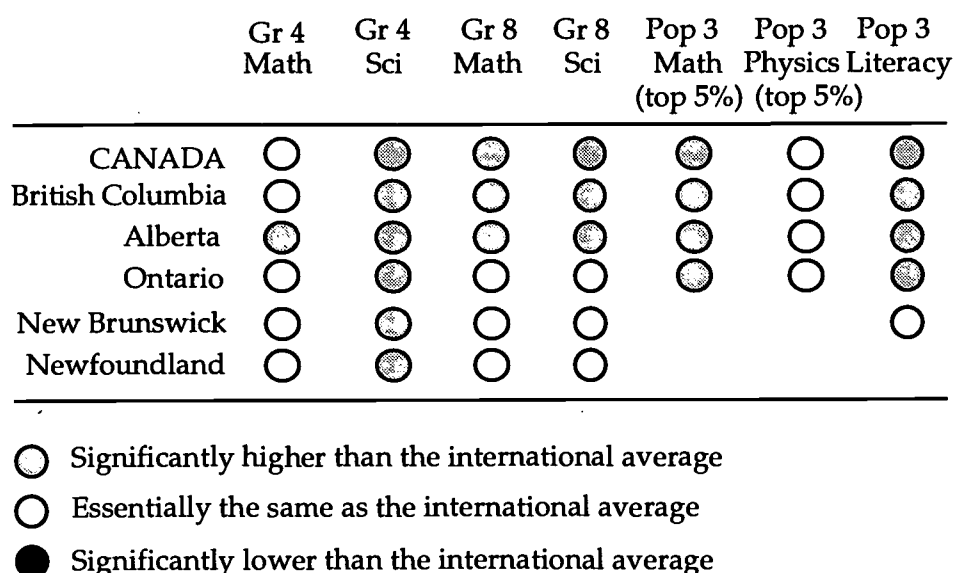 Gr 4 Gr 4 Gr 8 Gr 8 Pop 3 Pop 3 Pop 3
Math Sci Math Sci Math Physics Literacy
(top 5%) (top 5%)
CANADA
British Columbia
Alberta
Ontario
New Brunswick
Newfoundland
Significantly higher than the international average
Essentially the same as the international average
Significantly lower than the international average